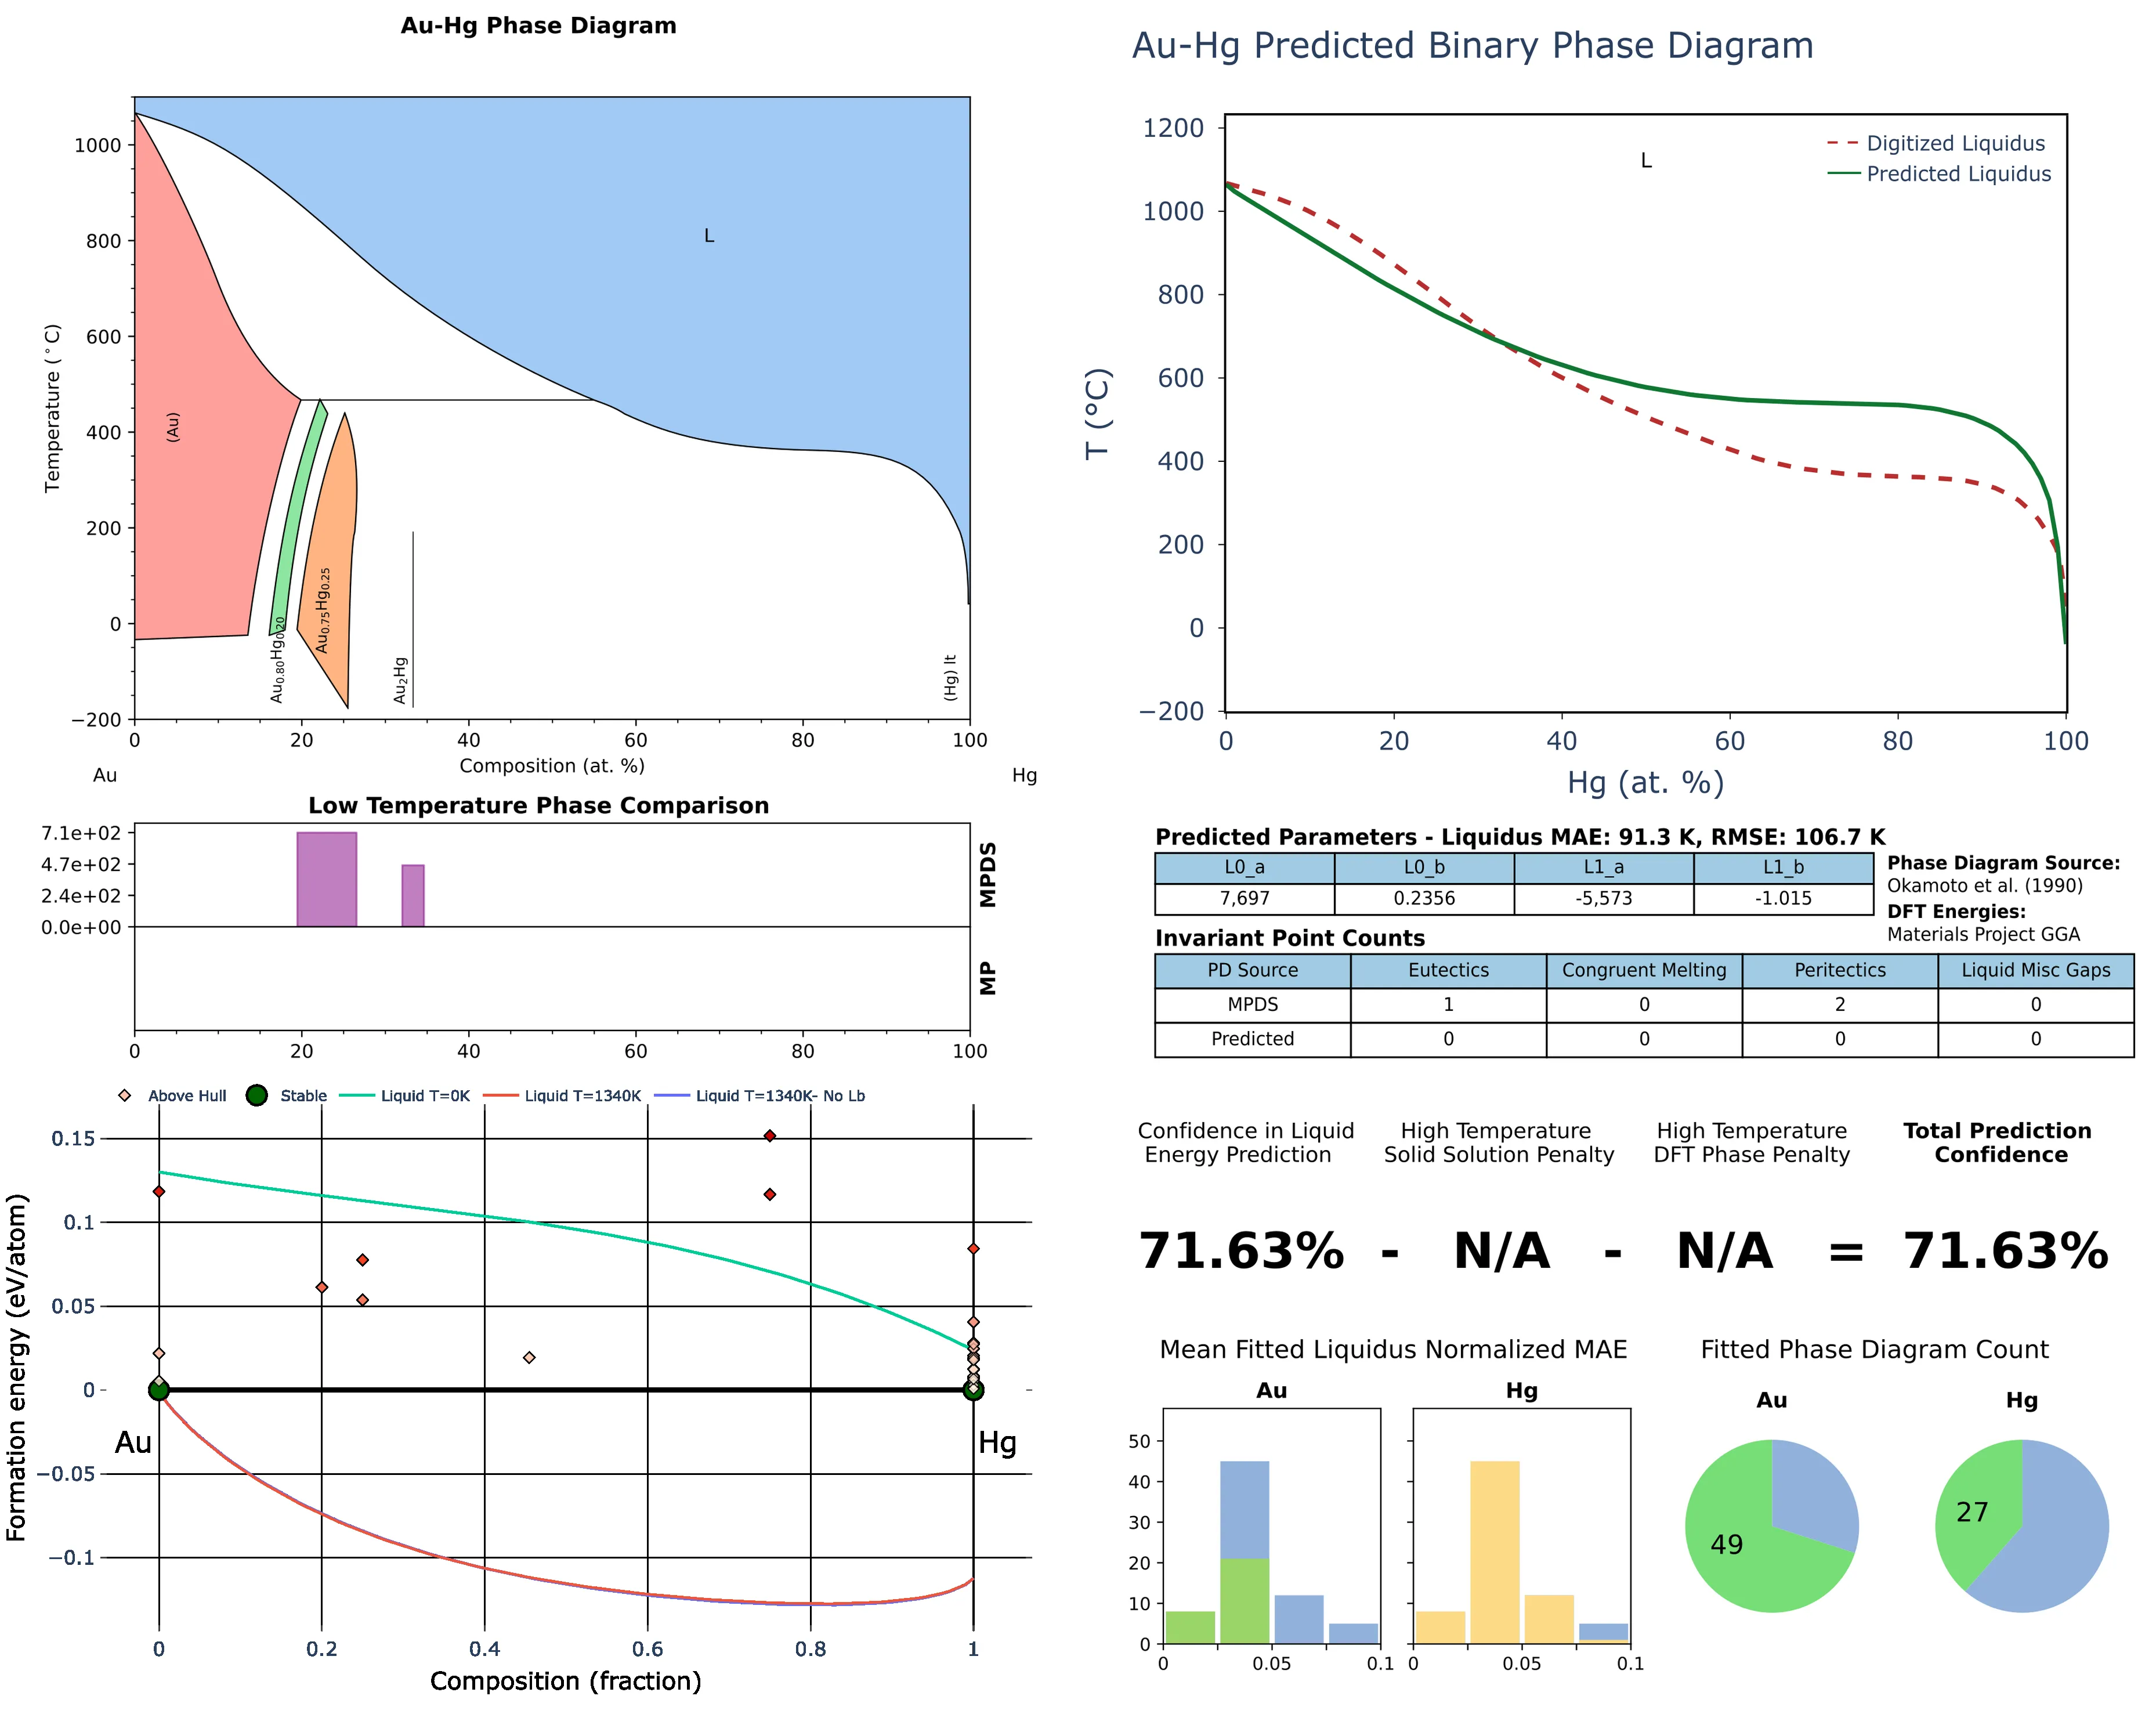 Au-Hg Phase Diagram
1000
800
600
400
200
0
−200
Temperature (°C)
L
(Au)
Au0.80Hg0.20
Au0.75Hg0.25
Au2Hg
(Hg) lt
0 20 40 60 80 100
Composition (at. %)
Au Hg
Low Temperature Phase Comparison
7.1e+02
4.7e+02
2.4e+02
0.0e+00
MPDS
MP
0 20 40 60 80 100
Above Hull Stable Liquid T=0K Liquid T=1340K Liquid T=1340K- No Lb
0.15
0.1
0.05
0
−0.05
−0.1
Formation energy (eV/atom)
Au Hg
0 0.2 0.4 0.6 0.8 1
Composition (fraction)
Au-Hg Predicted Binary Phase Diagram
1200
1000
800
600
400
200
0
−200
T (°C)
L
Digitized Liquidus
Predicted Liquidus
0 20 40 60 80 100
Hg (at. %)
Predicted Parameters - Liquidus MAE: 91.3 K, RMSE: 106.7 K
L0_a L0_b L1_a L1_b
7,697 0.2356 -5,573 -1.015
Phase Diagram Source:
Okamoto et al. (1990)
DFT Energies:
Materials Project GGA
Invariant Point Counts
PD Source Eutectics Congruent Melting Peritectics Liquid Misc Gaps
MPDS 1 0 2 0
Predicted 0 0 0 0
Confidence in Liquid Energy Prediction
High Temperature Solid Solution Penalty
High Temperature DFT Phase Penalty
Total Prediction Confidence
71.63% - N/A - N/A = 71.63%
Mean Fitted Liquidus Normalized MAE
Fitted Phase Diagram Count
Au Hg Au Hg
50
40
30
20
10
0
0 0.05 0.1 0 0.05 0.1
49
27